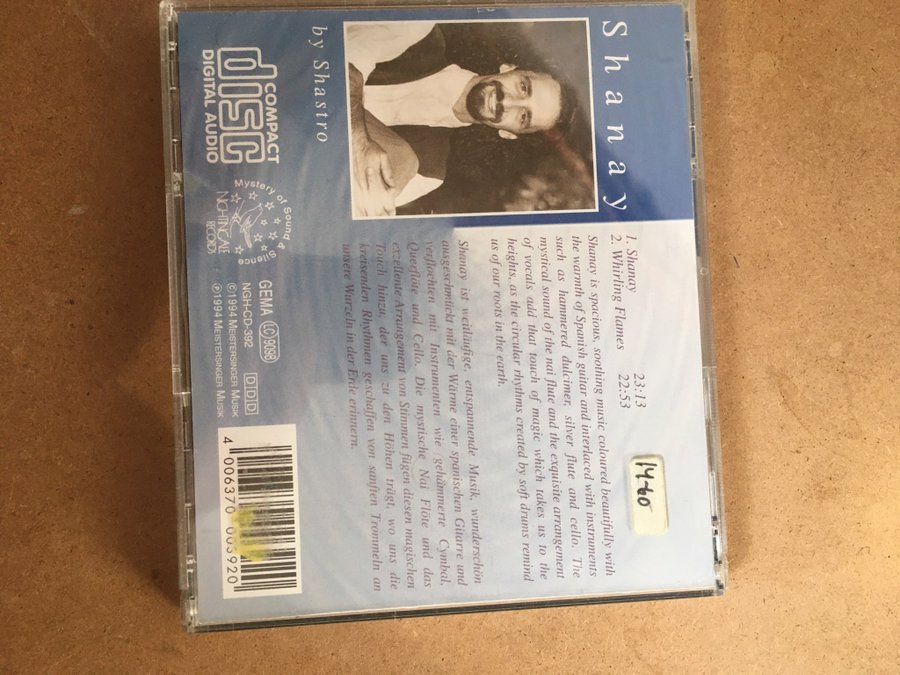 Shanay
by Shastro
1. Shanay 23:13
2. Whirling Flames 22:53
14-60
Shanay is spacious, soothing music coloured beautifully with
the warmth of Spanish guitar and interlaced with instruments
such as hammered dulcimer, silver flute and cello. The
mystical sound of the nai flute and the exquisite arrangement
of vocals add that touch of magic which takes us to the
heights, as the circular rhythms created by soft drums remind
us of our roots in the earth.
Shanay ist weitläufige, entspannende Musik, wunderschön
ausgeschmückt mit der Wärme einer spanischen Gitarre und
verflochten mit Instrumenten wie gehämmerte Cymbal,
Querflöte und Cello. Die mystische Nai Flöte und das
exzellente Arrangement von Stimmen fügen diesen magischen
Touch hinzu, der uns zu den Höhen trägt, wo uns die
kreisenden Rhythmen geschaffen von sanften Trommeln an
unsere Wurzeln in der Erde erinnern.
COMPACT
disc
DIGITAL AUDIO
Mystery of Sound & Silence
NIGHTINGALE
RECORDS
GEMA LC 9098
NGH-CD-392 DDD
©1994 MEISTERSINGER MUSIK
℗1994 MEISTERSINGER MUSIK
4 006370 003920